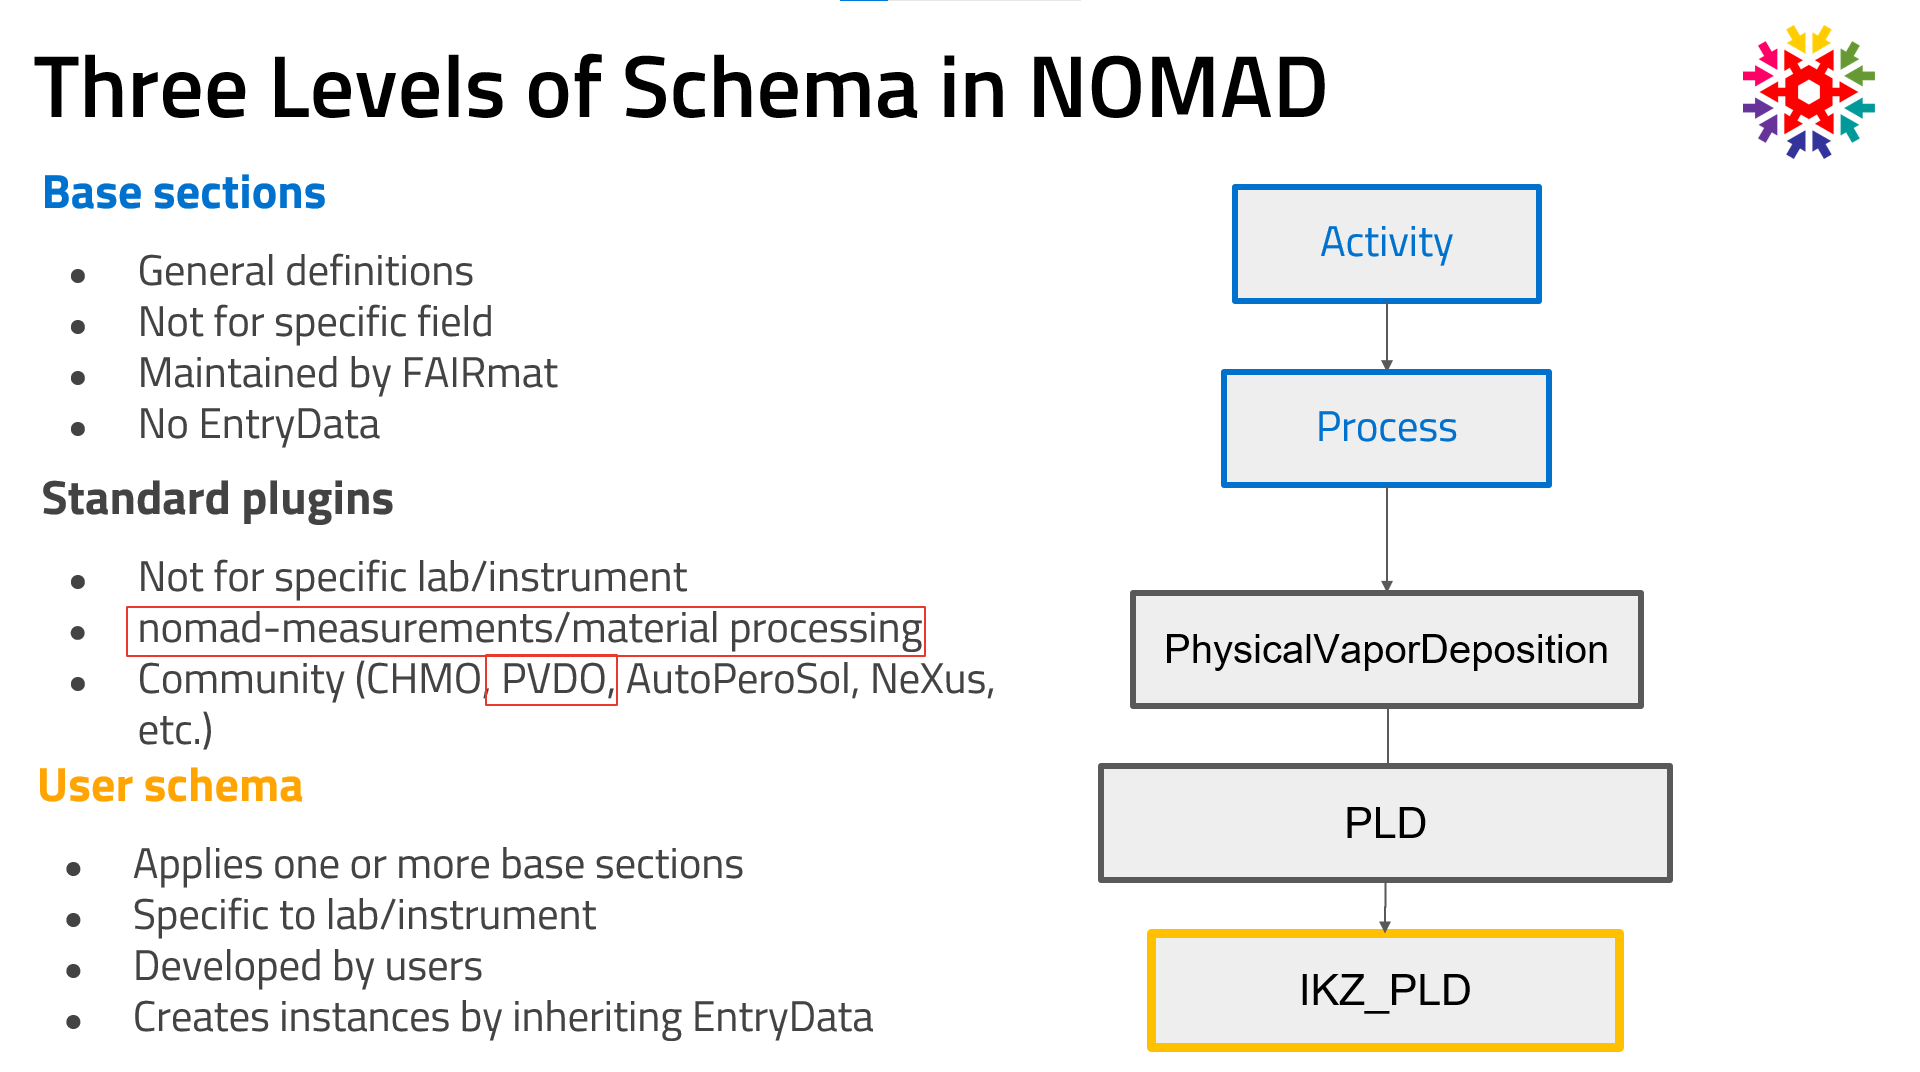 Three Levels of Schema in NOMAD
Base sections
● General definitions
● Not for specific field
● Maintained by FAIRmat
● No EntryData
Standard plugins
● Not for specific lab/instrument
● nomad-measurements/material processing
● Community (CHMO, PVDO, AutoPeroSol, NeXus,
etc.)
User schema
● Applies one or more base sections
● Specific to lab/instrument
● Developed by users
● Creates instances by inheriting EntryData
Activity
Process
PhysicalVaporDeposition
PLD
IKZ_PLD